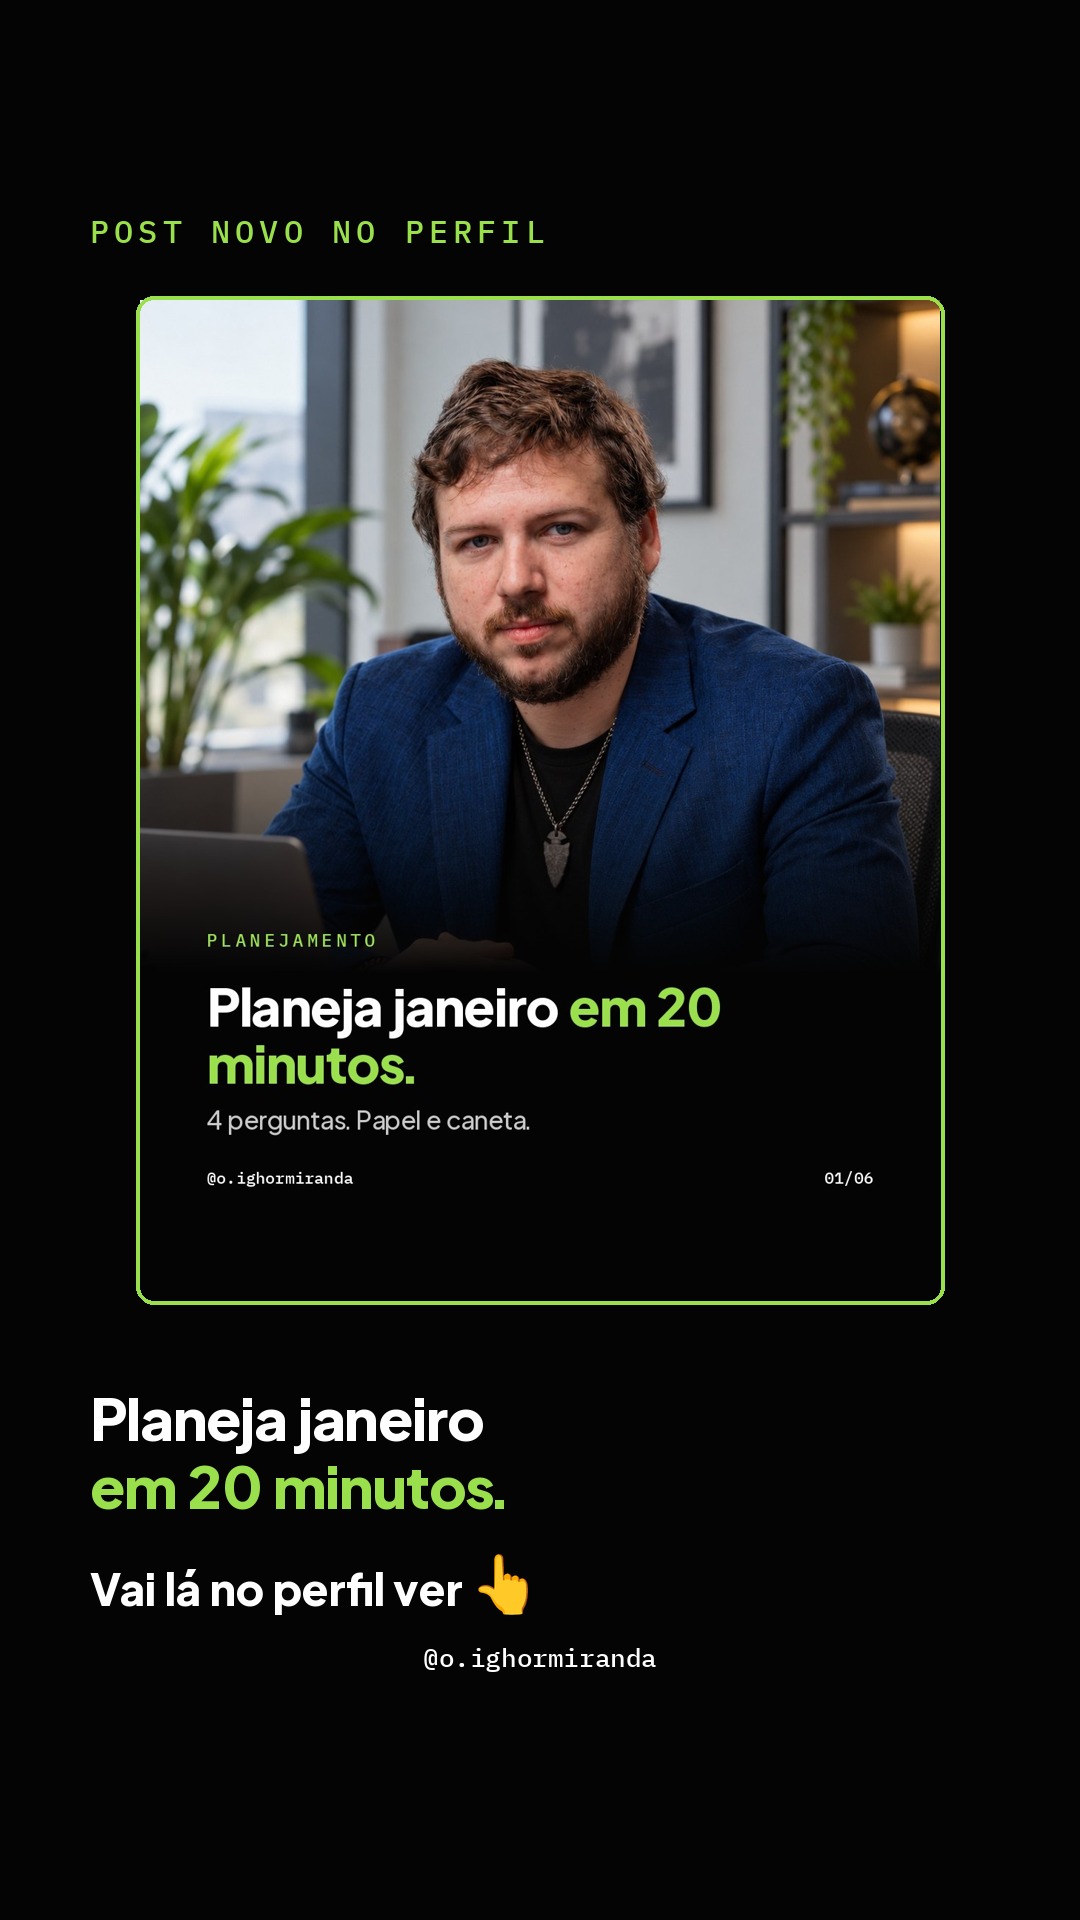 POST NOVO NO PERFIL
PLANEJAMENTO
Planeja janeiro em 20
minutos.
4 perguntas. Papel e caneta.
@o.ighormiranda 01/06
Planeja janeiro
em 20 minutos.
Vai lá no perfil ver 👆
@o.ighormiranda